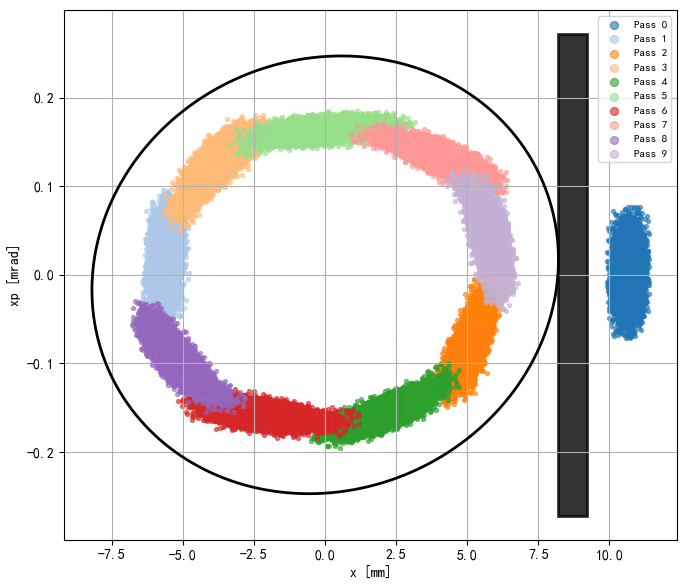 Pass 0
Pass 1
Pass 2
Pass 3
Pass 4
Pass 5
Pass 6
Pass 7
Pass 8
Pass 9
0.2
0.1
0.0
-0.1
-0.2
xp [mrad]
-7.5 -5.0 -2.5 0.0 2.5 5.0 7.5 10.0
x [mm]